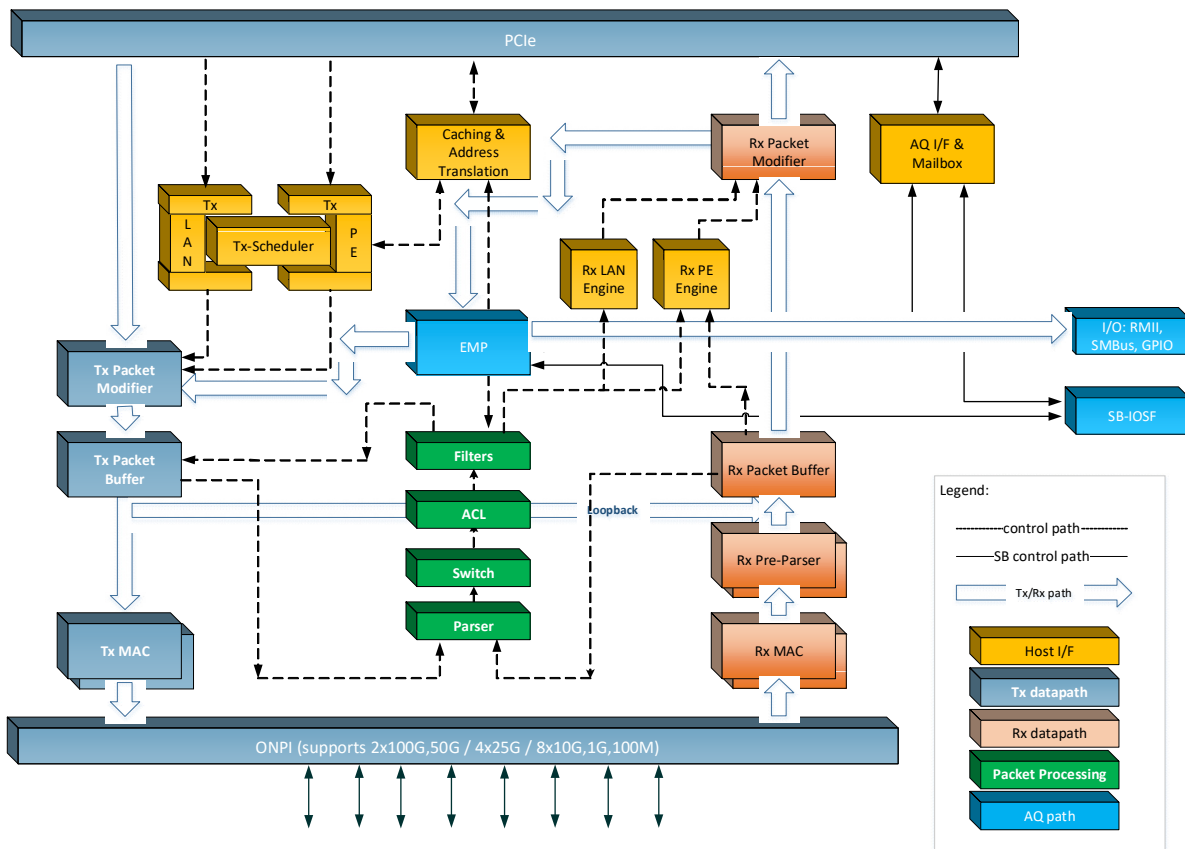 PCIe
Caching &
Address
Translation
Rx Packet
Modifier
AQ I/F &
Mailbox
Tx
Tx
L
A
N
Tx-Scheduler
P
E
Rx LAN
Engine
Rx PE
Engine
EMP
I/O: RMII,
SMBus, GPIO
Tx Packet
Modifier
SB-IOSF
Tx Packet
Buffer
Filters
Rx Packet Buffer
ACL
Loopback
Rx Pre-Parser
Switch
Parser
Tx MAC
Rx MAC
ONPI (supports 2x100G,50G / 4x25G / 8x10G,1G,100M)
Legend:
control path
SB control path
Tx/Rx path
Host I/F
Tx datapath
Rx datapath
Packet Processing
AQ path